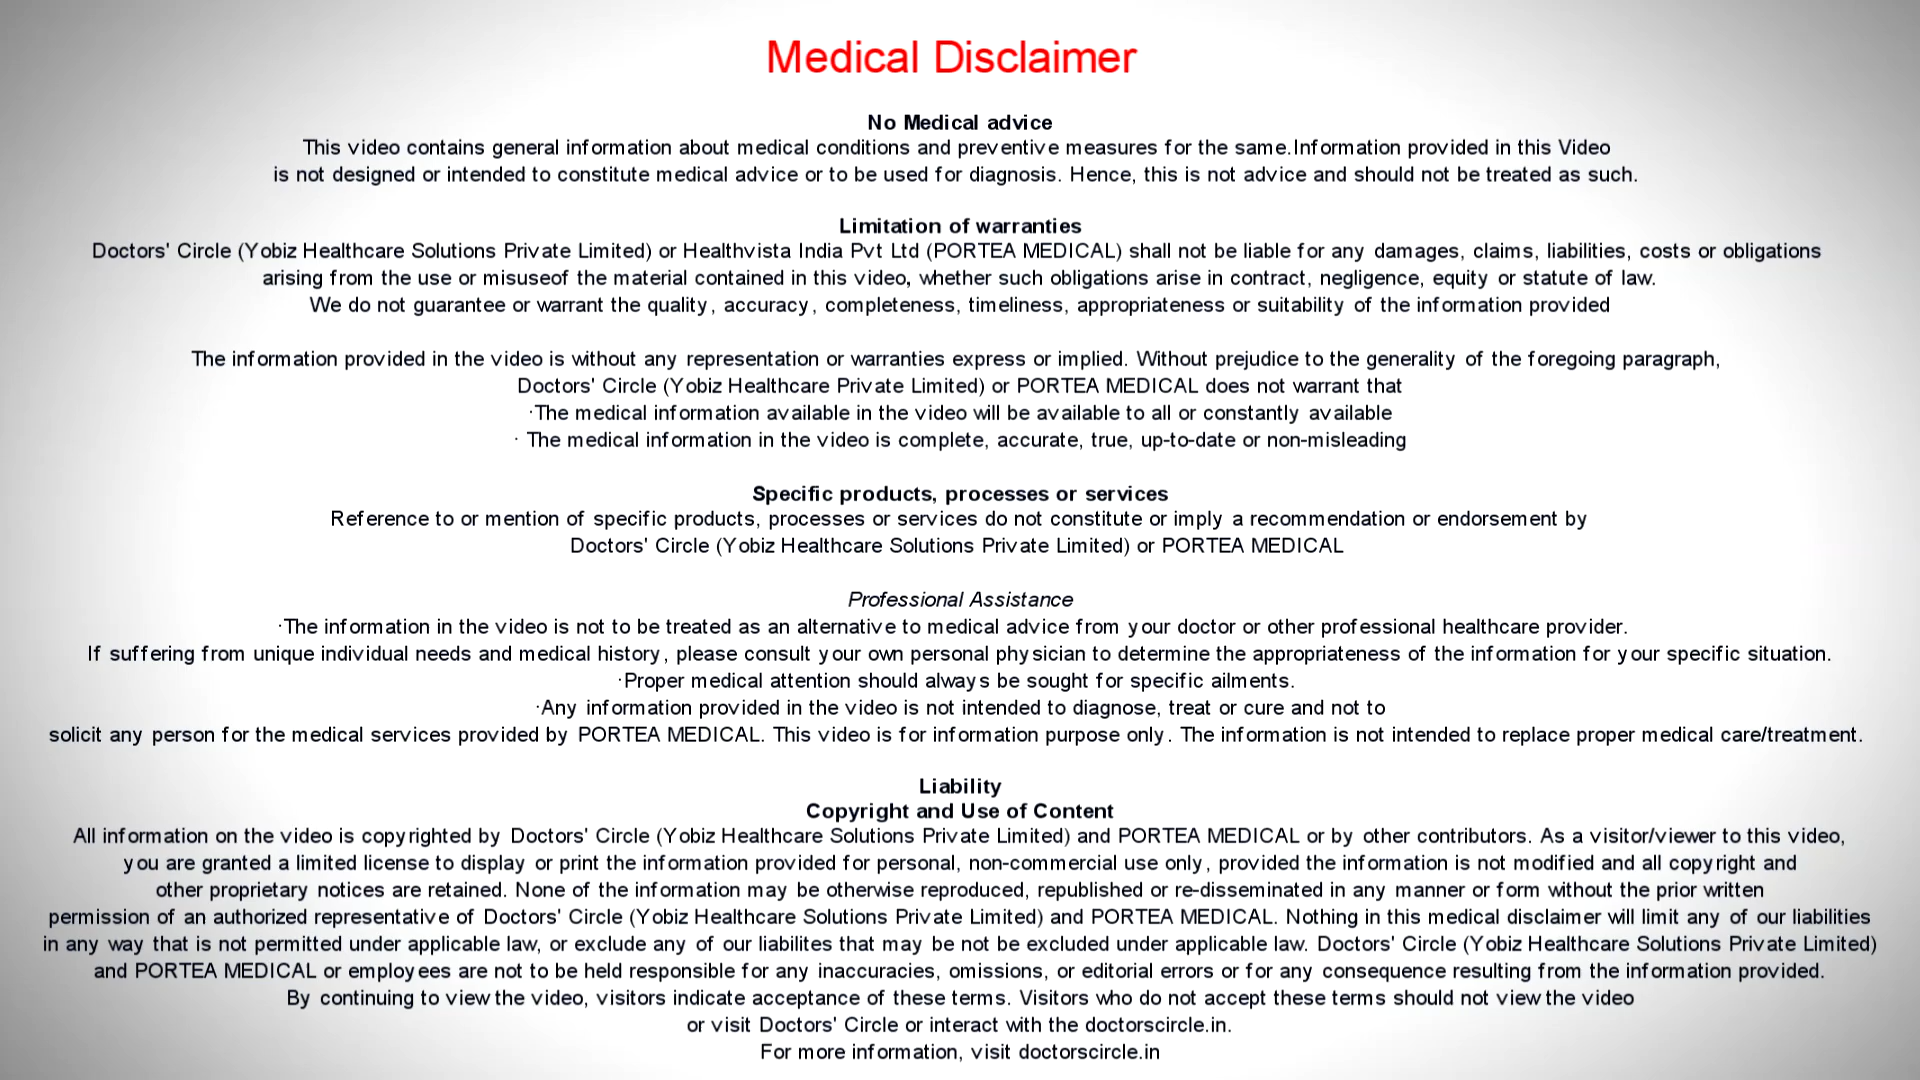 Medical Disclaimer
No Medical advice
This video contains general information about medical conditions and preventive measures for the same.Information provided in this Video
is not designed or intended to constitute medical advice or to be used for diagnosis. Hence, this is not advice and should not be treated as such.
Limitation of warranties
Doctors' Circle (Yobiz Healthcare Solutions Private Limited) or Healthvista India Pvt Ltd (PORTEA MEDICAL) shall not be liable for any damages, claims, liabilities, costs or obligations
arising from the use or misuseof the material contained in this video, whether such obligations arise in contract, negligence, equity or statute of law.
We do not guarantee or warrant the quality, accuracy, completeness, timeliness, appropriateness or suitability of the information provided
The information provided in the video is without any representation or warranties express or implied. Without prejudice to the generality of the foregoing paragraph,
Doctors' Circle (Yobiz Healthcare Private Limited) or PORTEA MEDICAL does not warrant that
·The medical information available in the video will be available to all or constantly available
· The medical information in the video is complete, accurate, true, up-to-date or non-misleading
Specific products, processes or services
Reference to or mention of specific products, processes or services do not constitute or imply a recommendation or endorsement by
Doctors' Circle (Yobiz Healthcare Solutions Private Limited) or PORTEA MEDICAL
Professional Assistance
·The information in the video is not to be treated as an alternative to medical advice from your doctor or other professional healthcare provider.
If suffering from unique individual needs and medical history, please consult your own personal physician to determine the appropriateness of the information for your specific situation.
·Proper medical attention should always be sought for specific ailments.
·Any information provided in the video is not intended to diagnose, treat or cure and not to
solicit any person for the medical services provided by PORTEA MEDICAL. This video is for information purpose only. The information is not intended to replace proper medical care/treatment.
Liability
Copyright and Use of Content
All information on the video is copyrighted by Doctors' Circle (Yobiz Healthcare Solutions Private Limited) and PORTEA MEDICAL or by other contributors. As a visitor/viewer to this video,
you are granted a limited license to display or print the information provided for personal, non-commercial use only, provided the information is not modified and all copyright and
other proprietary notices are retained. None of the information may be otherwise reproduced, republished or re-disseminated in any manner or form without the prior written
permission of an authorized representative of Doctors' Circle (Yobiz Healthcare Solutions Private Limited) and PORTEA MEDICAL. Nothing in this medical disclaimer will limit any of our liabilities
in any way that is not permitted under applicable law, or exclude any of our liabilites that may be not be excluded under applicable law. Doctors' Circle (Yobiz Healthcare Solutions Private Limited)
and PORTEA MEDICAL or employees are not to be held responsible for any inaccuracies, omissions, or editorial errors or for any consequence resulting from the information provided.
By continuing to view the video, visitors indicate acceptance of these terms. Visitors who do not accept these terms should not view the video
or visit Doctors' Circle or interact with the doctorscircle.in.
For more information, visit doctorscircle.in